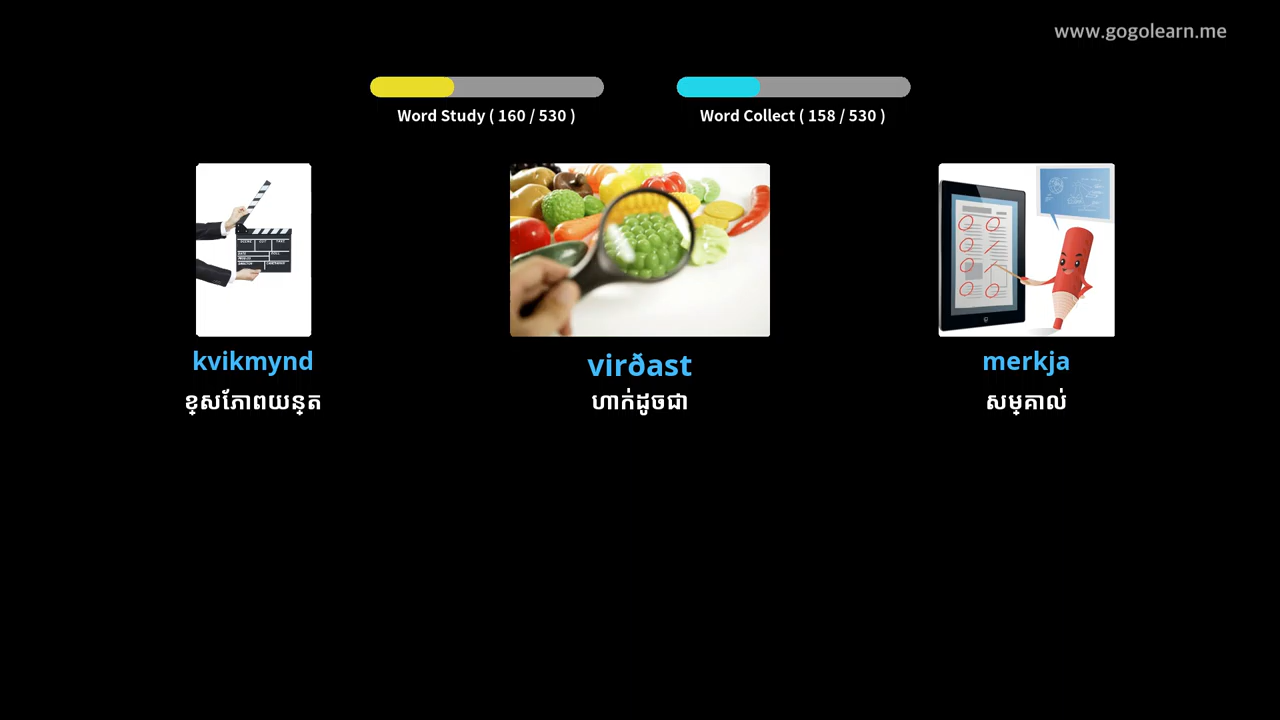 www.gogolearn.me
Word Study ( 160 / 530 )
Word Collect ( 158 / 530 )
kvikmynd
virðast
merkja
ខ្សែភាពយន្ត
ហាក់ដូចជា
សម្គាល់